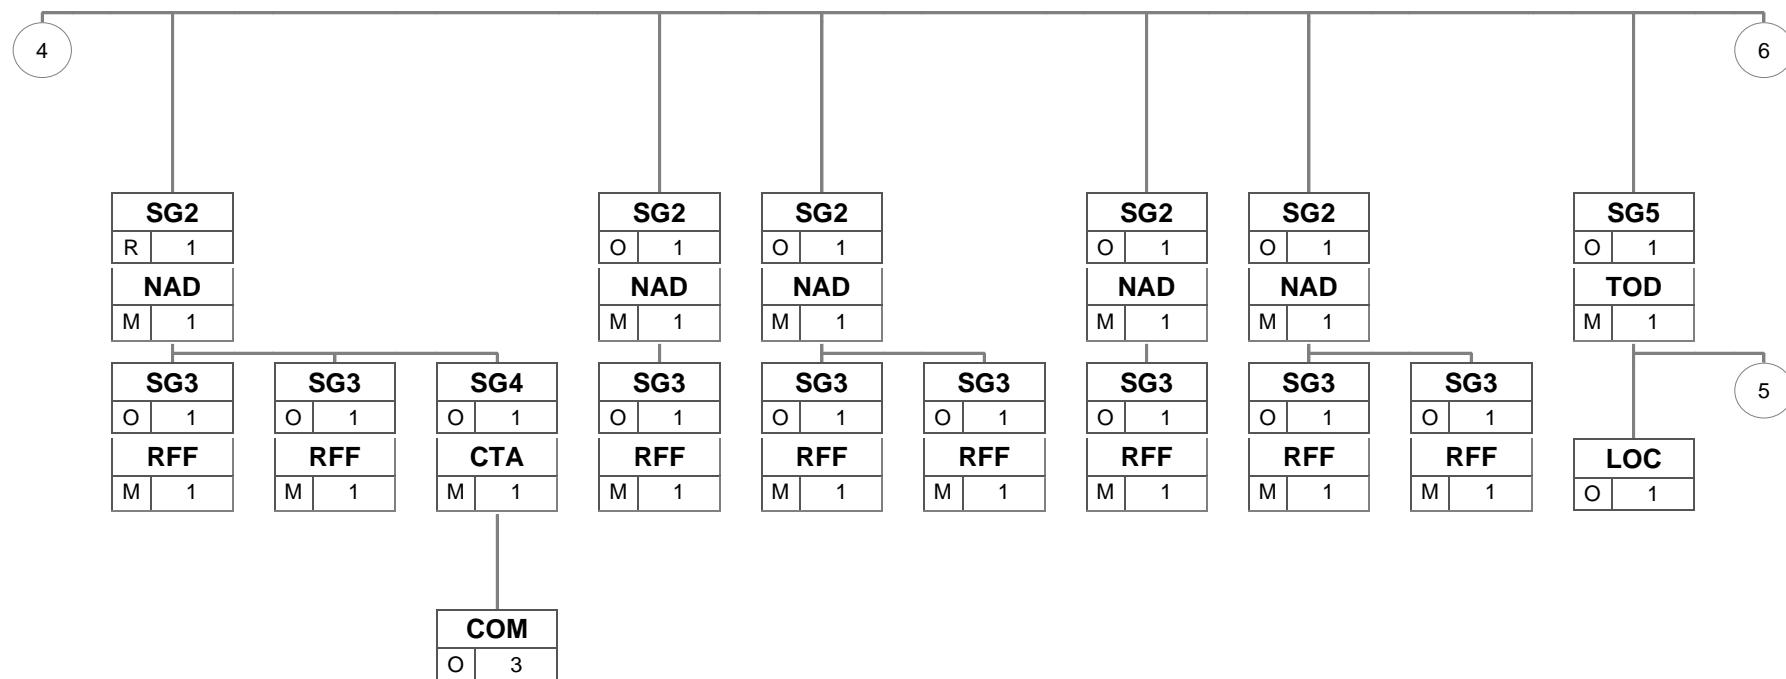 4 6
SG2 SG2 SG2 SG2 SG2 SG5
R 1 O 1 O 1 O 1 O 1 O 1
NAD NAD NAD NAD NAD TOD
M 1 M 1 M 1 M 1 M 1 M 1
SG3 SG3 SG4 SG3 SG3 SG3 SG3 SG3 SG3 5
O 1 O 1 O 1 O 1 O 1 O 1 O 1 O 1 O 1
RFF RFF CTA RFF RFF RFF RFF RFF RFF LOC
M 1 M 1 M 1 M 1 M 1 M 1 M 1 M 1 M 1 O 1
COM
O 3